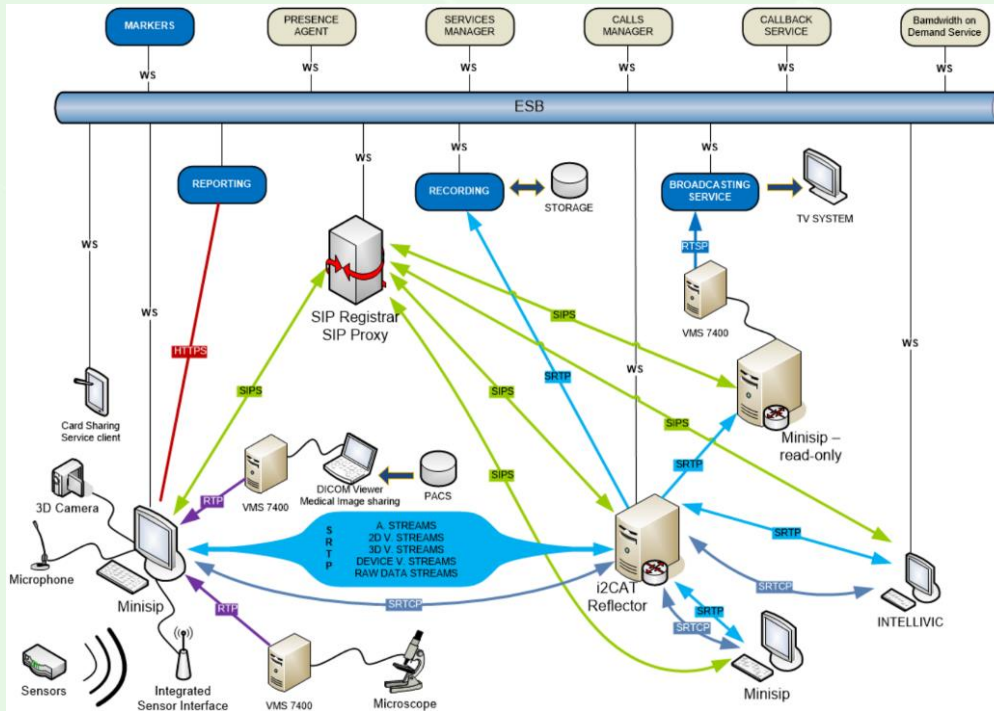 MARKERS
PRESENCE
AGENT
SERVICES
MANAGER
CALLS
MANAGER
CALLBACK
SERVICE
Bamdwidth on
Demand Service
WS
WS
WS
WS
WS
WS
ESB
WS
WS
WS
REPORTING
RECORDING
STORAGE
BROADCASTING
SERVICE
TV SYSTEM
WS
WS
RTSP
VMS 7400
SIP Registrar
SIP Proxy
SIPS
WS
HTTPS
SRTP
WS
SIPS
SIPS
SIPS
Card Sharing
Service client
Minisip –
read-only
SRTP
SIPS
3D Camera
RTP
VMS 7400
DICOM Viewer
Medical Image sharing
PACS
SRTP
A. STREAMS
2D V. STREAMS
3D V. STREAMS
DEVICE V. STREAMS
RAW DATA STREAMS
SRTP
Microphone
Minisip
SRTCP
i2CAT
Reflector
SRTCP
INTELLIVIC
RTP
SRTP
SRTCP
Sensors
Integrated
Sensor Interface
VMS 7400
Microscope
Minisip